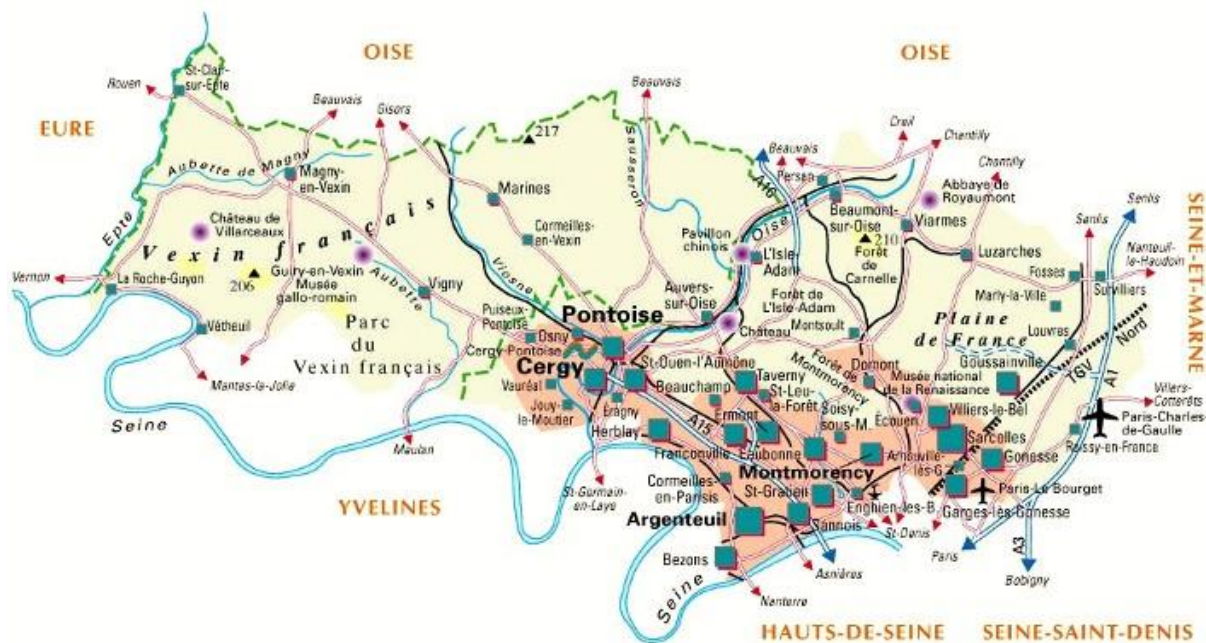 OISE
OISE
EURE
SEINE-ET-MARNE
YVELINES
HAUTS-DE-SEINE
SEINE-SAINT-DENIS
Rouen
St-Clair-
sur-Epte
Beauvais
Gisors
217
Beauvais
Sausseron
Beauvais
A16
Creil
Chantilly
Chantilly
Persan
Aubette de Magny
Magny-
en-Vexin
Marines
Cormeilles-
en-Vexin
Abbaye de
Royaumont
Oise
Beaumont-
sur-Oise
Viarmes
210
Forêt
de
Carnelle
Luzarches
Senlis
Senlis
Nanteuil-
le-Haudoin
Epte
Château de
Villarceaux
Vexin français
Pavillon
chinois
L'Isle-
Adam
Vernon
La Roche-Guyon
206
Guiry-en-Vexin
Musée
gallo-romain
Aubette
Vigny
Viosne
Auvers-
sur-Oise
Forêt de
L'Isle-Adam
Fosses
Survilliers
Marly-la-Ville
Vétheuil
Parc
du
Vexin français
Puiseux-
Pontoise
Osny
Pontoise
Château
Montsoult
Plaine
de France
Louvres
Nord
TGV
A1
Cergy-Pontoise
Cergy
St-Ouen-l'Aumône
Forêt de
Montmorency
Domont
Goussainville
Mantes-la-Jolie
Vauréal
Beauchamp
Taverny
St-Leu-
la-Forêt
Musée national
de la Renaissance
Villers-
Cotterêts
Seine
Jouy-
le-Moutier
Éragny
A15
Ermont
Soisy-
sous-M.
Écouen
Villiers-le-Bel
Paris-Charles-
de-Gaulle
Meulan
Herblay
Franconville
Eaubonne
Sarcelles
Roissy-en-France
Montmorency
Arnouville-
lès-G.
Gonesse
St-Germain-
en-Laye
Cormeilles-
en-Parisis
St-Gratien
Enghien-les-B.
Paris-Le Bourget
Garges-lès-Gonesse
Argenteuil
Sannois
St-Denis
Paris
A3
Bezons
Asnières
Bobigny
Seine
Nanterre